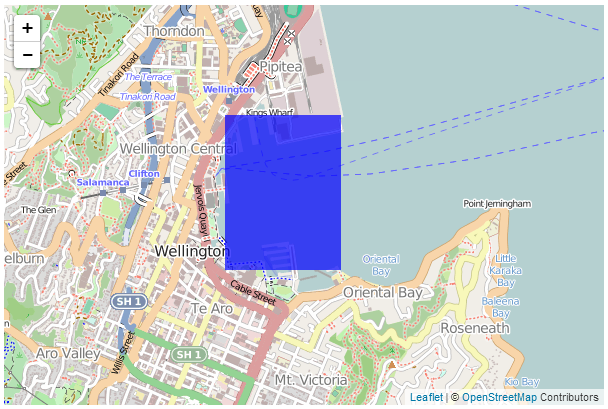 +
−
Thorndon
Quay
Tinakori Road
The Terrace
Tinakori Road
Pipitea
Wellington
Kings Wharf
Wellington Central
Street
Clifton
Salamanca
The Glen
Jervois Quay
Wellington
Point Jerningham
elburn
Oriental
Bay
Little
Karaka
Bay
Cable Street
Oriental Bay
SH 1
Te Aro
Balena
Bay
Roseneath
Willis Street
Aro Valley
SH 1
Mt. Victoria
Kio Bay
Leaflet | © OpenStreetMap Contributors